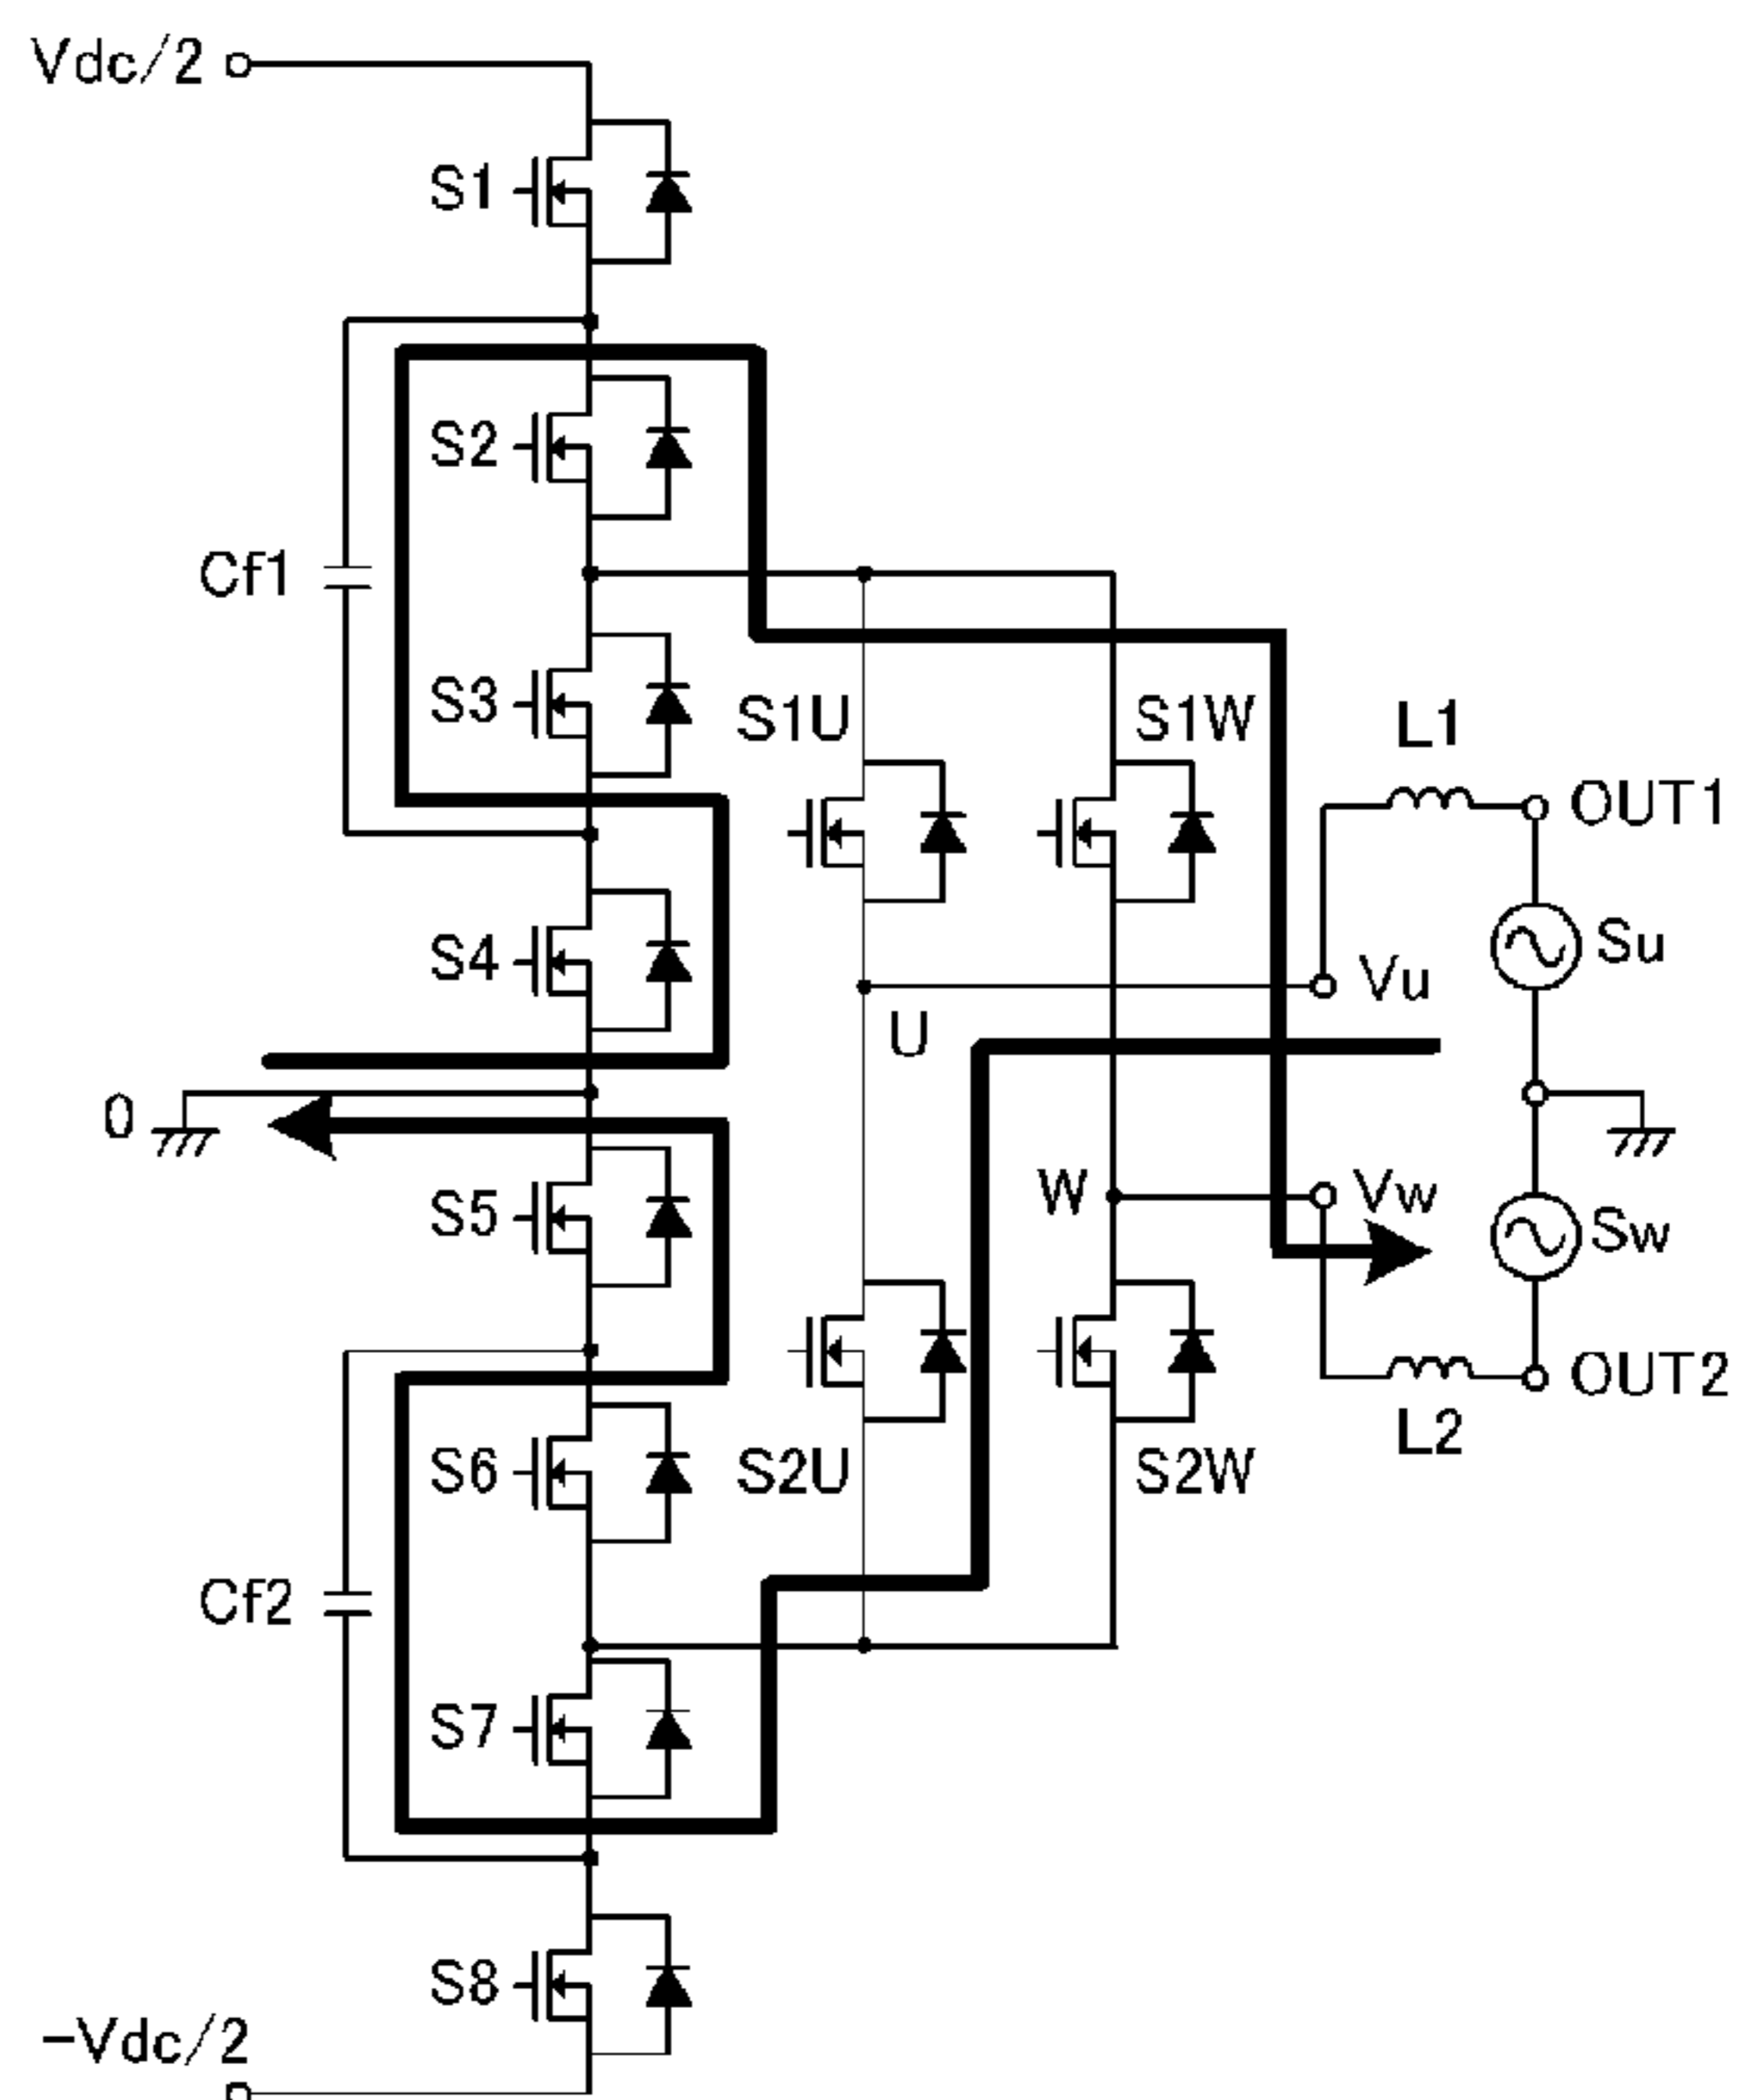 Vdc/2
S1
S2
Cf1
S3
S1U
S1W
L1
OUT1
S4
Su
Vu
U
0
W
Vw
S5
Sw
OUT2
L2
S6
S2U
S2W
Cf2
S7
S8
-Vdc/2